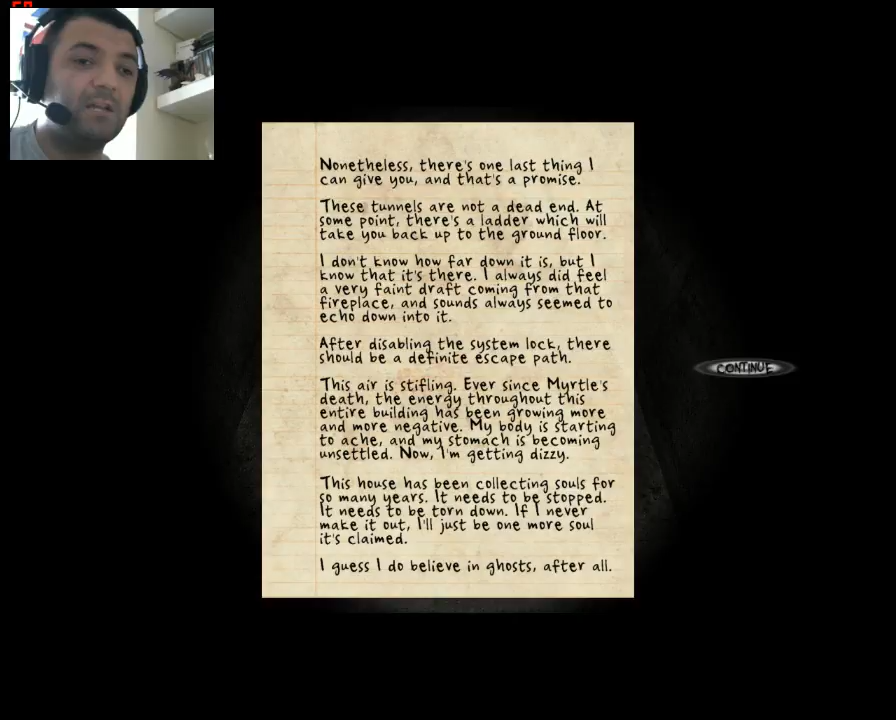 Nonetheless, there's one last thing I
can give you, and that's a promise.
These tunnels are not a dead end. At
some point, there's a ladder which will
take you back up to the ground floor.
I don't know how far down it is, but I
know that it's there. I always did feel
a very faint draft coming from that
fireplace, and sounds always seemed to
echo down into it.
After disabling the system lock, there
should be a definite escape path.
This air is stifling. Ever since Myrtle's
death, the energy throughout this
entire building has been growing more
and more negative. My body is starting
to ache, and my stomach is becoming
unsettled. Now, I'm getting dizzy.
This house has been collecting souls for
so many years. It needs to be stopped.
It needs to be torn down. If I never
make it out, I'll just be one more soul
it's claimed.
I guess I do believe in ghosts, after all.
CONTINUE